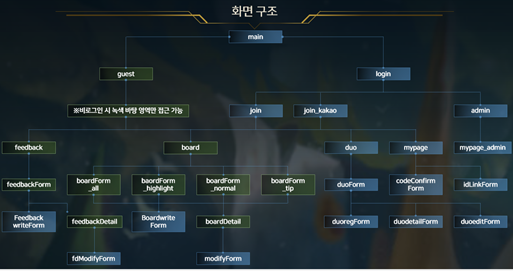 화면 구조
main
guest
login
※비로그인 시 녹색 바탕 영역만 접근 가능
join
join_kakao
admin
feedback
board
duo
mypage
mypage_admin
feedbackForm
boardForm
_all
baordForm
_highlight
boardForm
_normal
boardForm
_tip
duoForm
codeConfirm
Form
idLinkForm
Feedback
writeForm
feedbackDetail
Boardwrite
Form
boardDetail
duoregForm
duodetailForm
duoeditForm
fdModifyForm
modifyForm